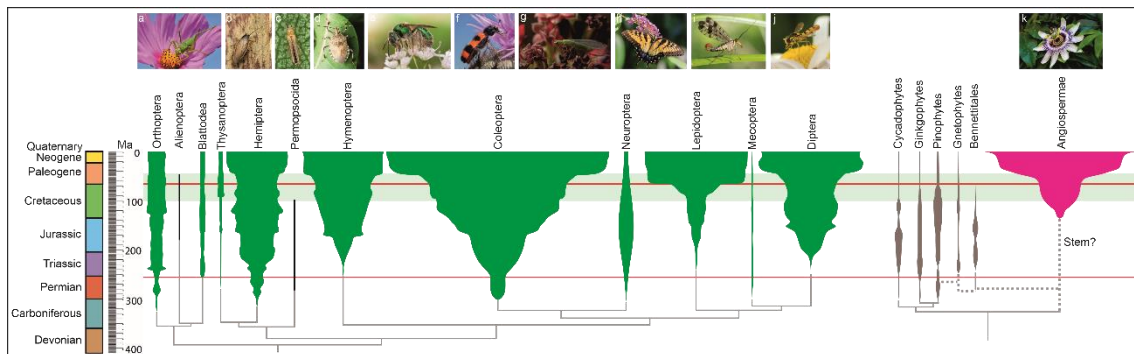 a b c d e f g h i j k
Orthoptera
Alienoptera
Blattodea
Thysanoptera
Hemiptera
Permopsocida
Hymenoptera
Coleoptera
Neuroptera
Lepidoptera
Mecoptera
Diptera
Cycadophytes
Ginkgophytes
Pinophytes
Gnetophytes
Bennettitales
Angiospermae
Quaternary
Neogene
Paleogene
Cretaceous
Jurassic
Triassic
Permian
Carboniferous
Devonian
Ma
0
100
200
300
400
Stem?